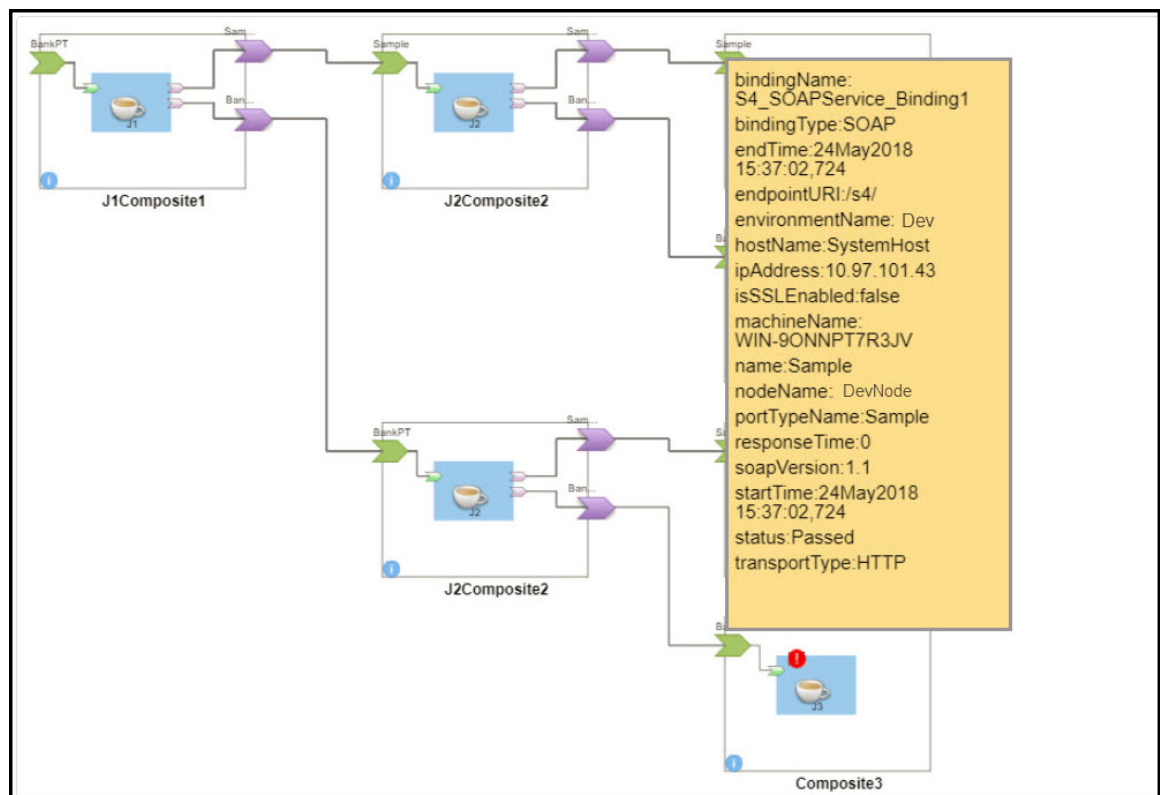 BankPT
Sam...
Ban...
J1
J1Composite1
Sample
Sam...
Ban...
J2
J2Composite2
Sample
bindingName:
S4_SOAPService_Binding1
bindingType:SOAP
endTime:24May2018
15:37:02,724
endpointURI:/s4/
environmentName: Dev
hostName:SystemHost
ipAddress:10.97.101.43
isSSLEnabled:false
machineName:
WIN-9ONNPT7R3JV
name:Sample
nodeName: DevNode
portTypeName:Sample
responseTime:0
soapVersion:1.1
startTime:24May2018
15:37:02,724
status:Passed
transportType:HTTP
BankPT
Sam...
Ban...
J2
J2Composite2
J3
Composite3